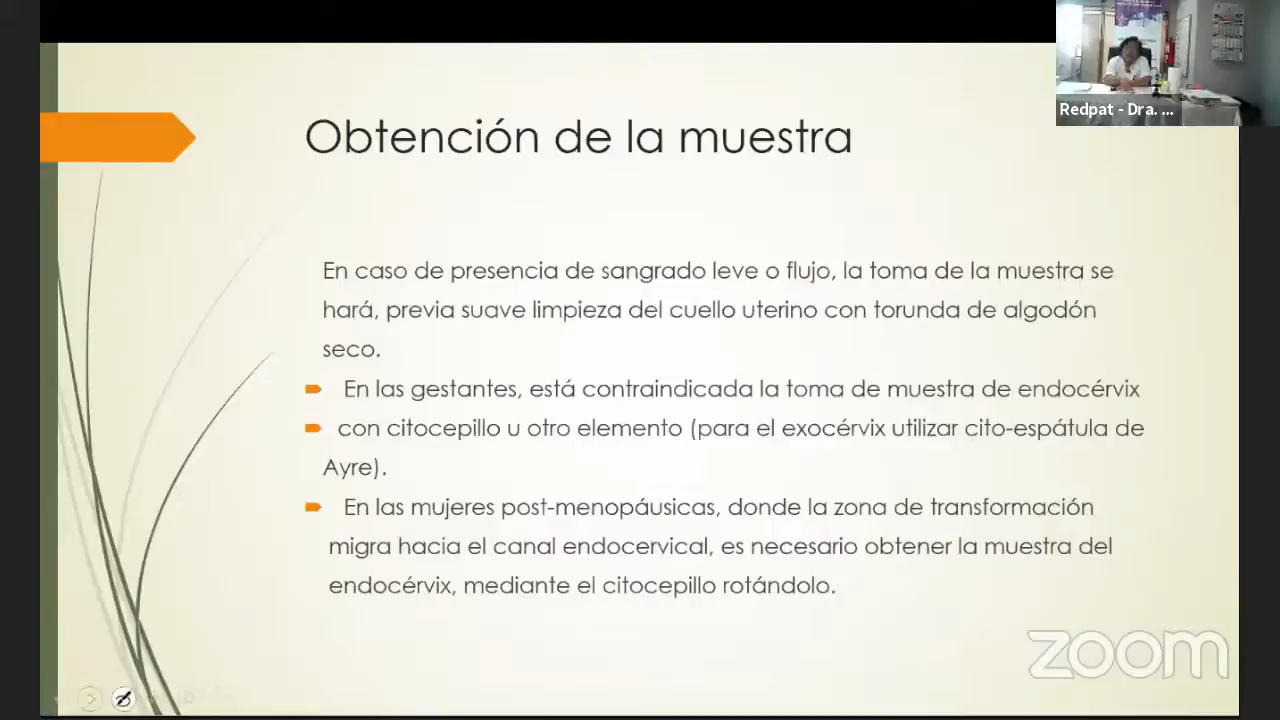 Redpat - Dra. ...
Obtención de la muestra
En caso de presencia de sangrado leve o flujo, la toma de la muestra se
hará, previa suave limpieza del cuello uterino con torunda de algodón
seco.
En las gestantes, está contraindicada la toma de muestra de endocérvix
con citocepillo u otro elemento (para el exocérvix utilizar cito-espátula de
Ayre).
En las mujeres post-menopáusicas, donde la zona de transformación
migra hacia el canal endocervical, es necesario obtener la muestra del
endocérvix, mediante el citocepillo rotándolo.
zoom